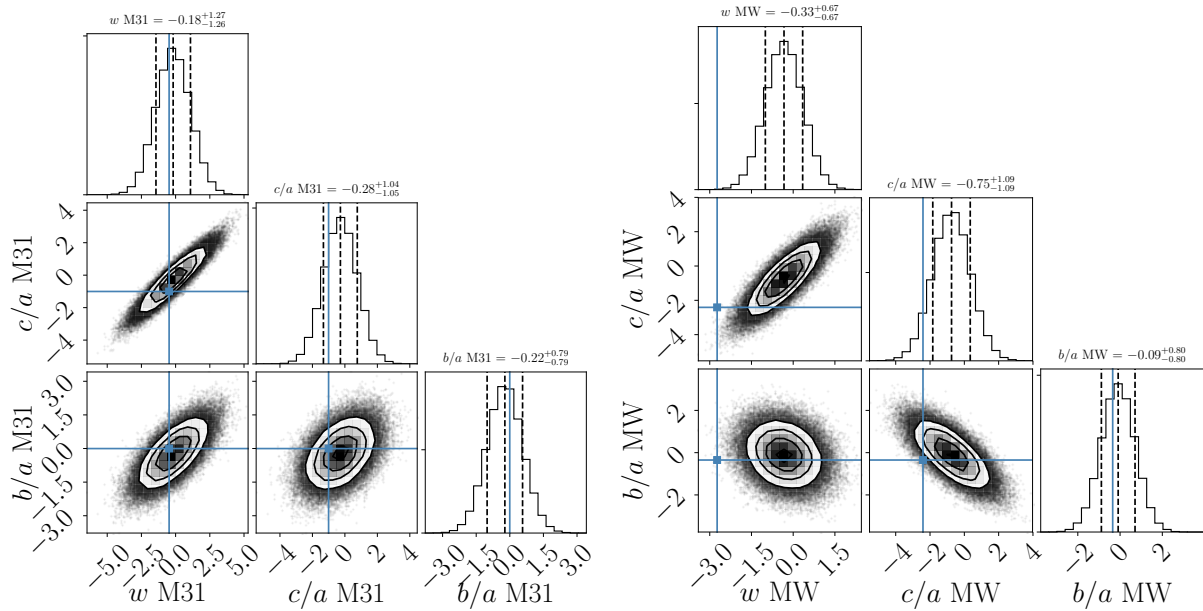 w M31 = −0.18^{+1.27}_{−1.26}
c/a M31 = −0.28^{+1.04}_{−1.05}
b/a M31 = −0.22^{+0.79}_{−0.79}
4
2
0
−2
−4
c/a M31
3.0
1.5
0.0
−1.5
−3.0
b/a M31
−5.0
−2.5
0.0
2.5
5.0
w M31
−4
−2
0
2
4
c/a M31
−3.0
−1.5
0.0
1.5
3.0
b/a M31
w MW = −0.33^{+0.67}_{−0.67}
c/a MW = −0.75^{+1.09}_{−1.09}
b/a MW = −0.09^{+0.80}_{−0.80}
4
2
0
−2
−4
c/a MW
2
0
−2
b/a MW
−3.0
−1.5
0.0
1.5
w MW
−4
−2
0
2
4
c/a MW
−2
0
2
b/a MW